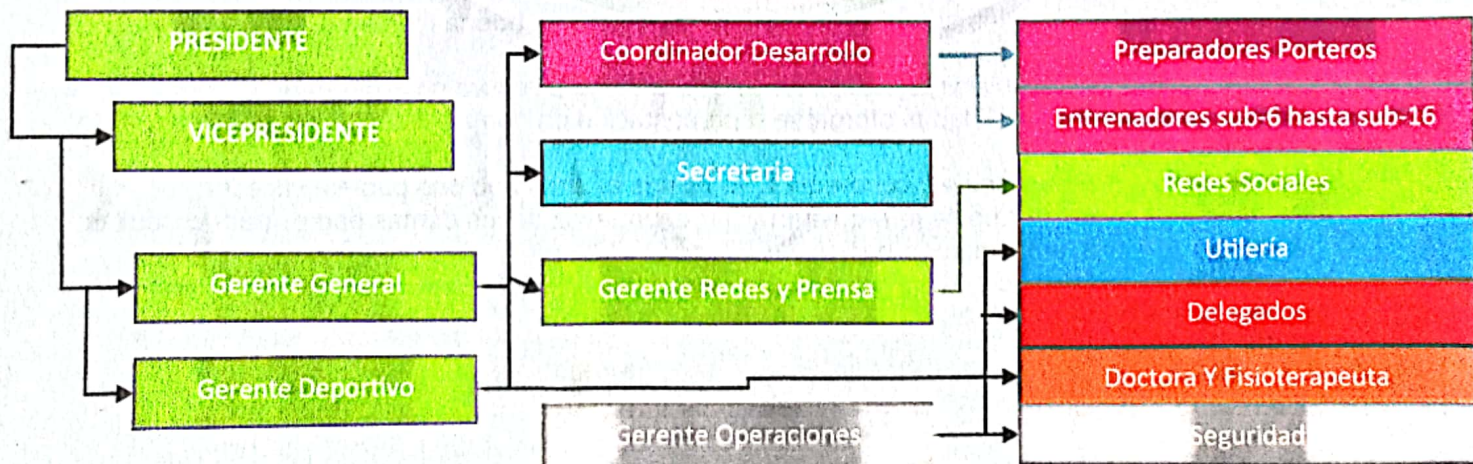 PRESIDENTE
VICEPRESIDENTE
Gerente General
Gerente Deportivo
Coordinador Desarrollo
Secretaria
Gerente Redes y Prensa
Gerente Operaciones
Preparadores Porteros
Entrenadores sub-6 hasta sub-16
Redes Sociales
Utilería
Delegados
Doctora Y Fisioterapeuta
Seguridad